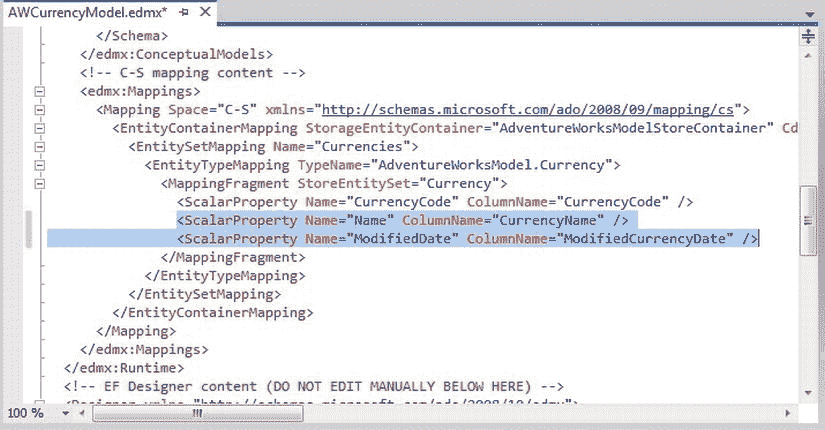 AWCurrencyModel.edmx*
</Schema>
</edmx:ConceptualModels>
<!-- C-S mapping content -->
<edmx:Mappings>
<Mapping Space="C-S" xmlns="http://schemas.microsoft.com/ado/2008/09/mapping/cs">
<EntityContainerMapping StorageEntityContainer="AdventureWorksModelStoreContainer" Cd
<EntitySetMapping Name="Currencies">
<EntityTypeMapping TypeName="AdventureWorksModel.Currency">
<MappingFragment StoreEntitySet="Currency">
<ScalarProperty Name="CurrencyCode" ColumnName="CurrencyCode" />
<ScalarProperty Name="Name" ColumnName="CurrencyName" />
<ScalarProperty Name="ModifiedDate" ColumnName="ModifiedCurrencyDate" />
</MappingFragment>
</EntityTypeMapping>
</EntitySetMapping>
</EntityContainerMapping>
</Mapping>
</edmx:Mappings>
</edmx:Runtime>
<!-- EF Designer content (DO NOT EDIT MANUALLY BELOW HERE) -->
100 %